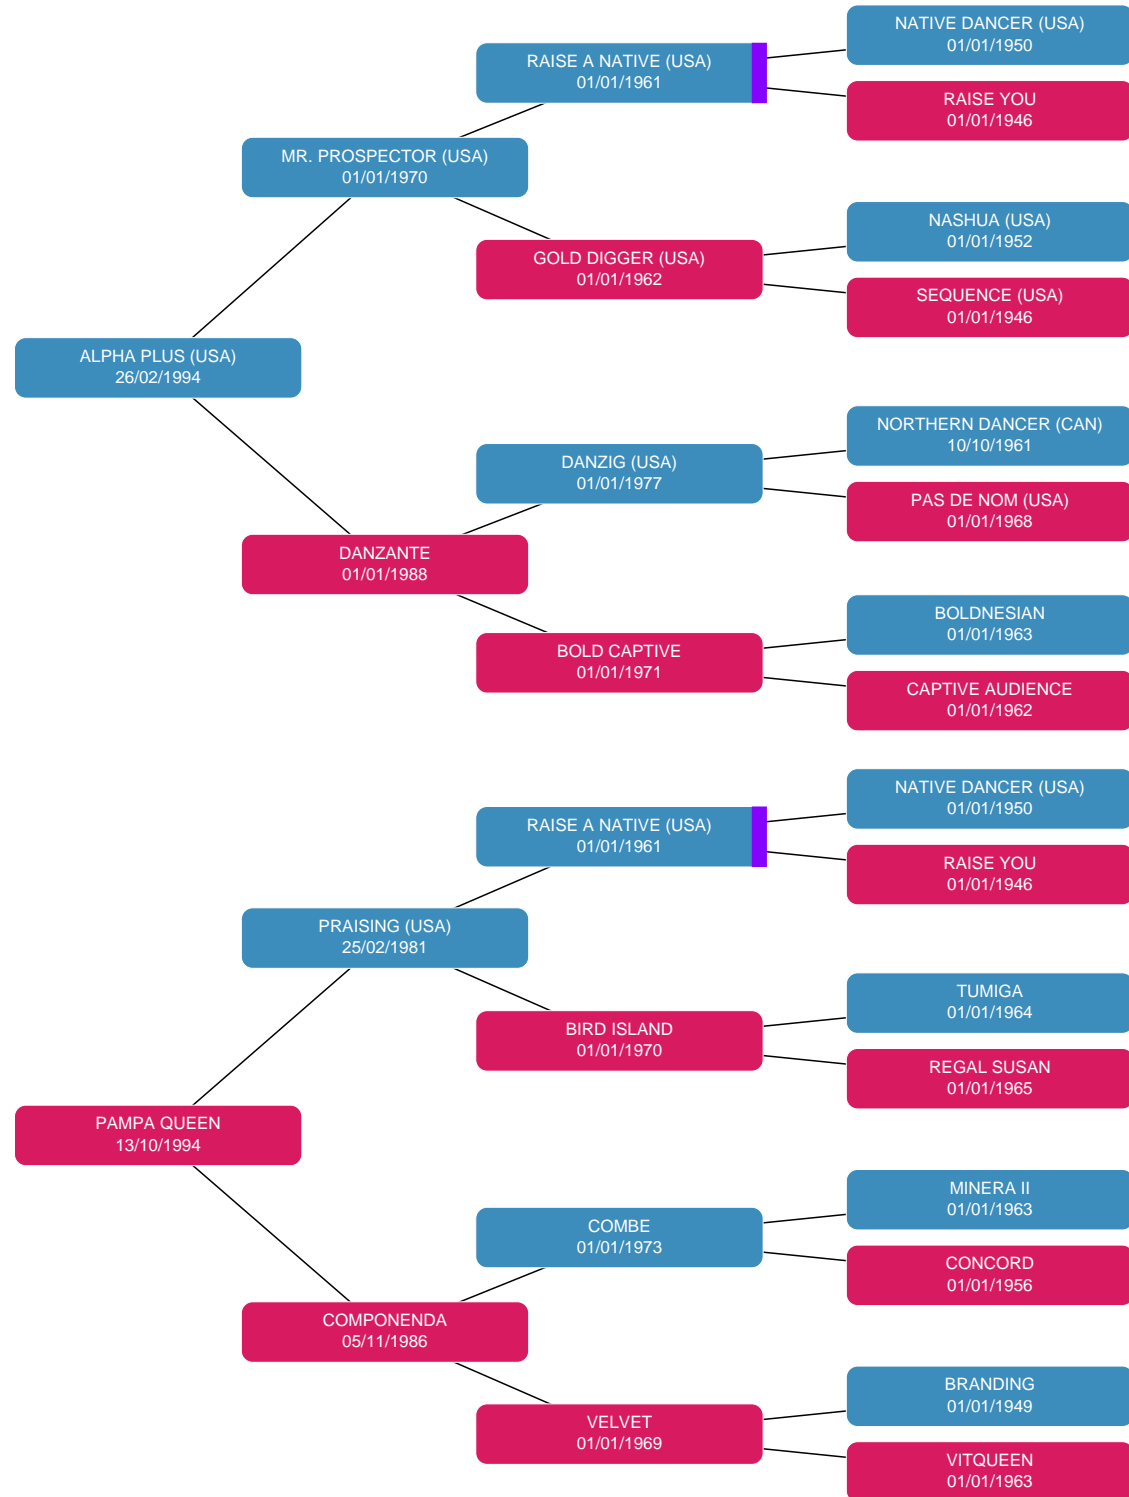 NATIVE DANCER (USA)
01/01/1950
RAISE A NATIVE (USA)
01/01/1961
RAISE YOU
01/01/1946
MR. PROSPECTOR (USA)
01/01/1970
NASHUA (USA)
01/01/1952
GOLD DIGGER (USA)
01/01/1962
SEQUENCE (USA)
01/01/1946
ALPHA PLUS (USA)
26/02/1994
NORTHERN DANCER (CAN)
10/10/1961
DANZIG (USA)
01/01/1977
PAS DE NOM (USA)
01/01/1968
DANZANTE
01/01/1988
BOLDNESIAN
01/01/1963
BOLD CAPTIVE
01/01/1971
CAPTIVE AUDIENCE
01/01/1962
NATIVE DANCER (USA)
01/01/1950
RAISE A NATIVE (USA)
01/01/1961
RAISE YOU
01/01/1946
PRAISING (USA)
25/02/1981
TUMIGA
01/01/1964
BIRD ISLAND
01/01/1970
REGAL SUSAN
01/01/1965
PAMPA QUEEN
13/10/1994
MINERA II
01/01/1963
COMBE
01/01/1973
CONCORD
01/01/1956
COMPONENDA
05/11/1986
BRANDING
01/01/1949
VELVET
01/01/1969
VITQUEEN
01/01/1963